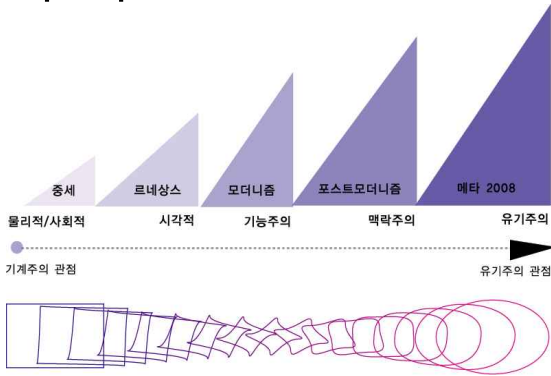 중세 르네상스 모더니즘 포스트모더니즘 메타 2008
물리적/사회적 시각적 기능주의 맥락주의 유기주의
기계주의 관점 유기주의 관점